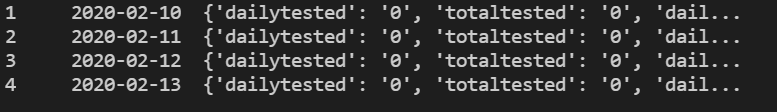 1 2020-02-10 {'dailytested': '0', 'totaltested': '0', 'dail...
2 2020-02-11 {'dailytested': '0', 'totaltested': '0', 'dail...
3 2020-02-12 {'dailytested': '0', 'totaltested': '0', 'dail...
4 2020-02-13 {'dailytested': '0', 'totaltested': '0', 'dail...